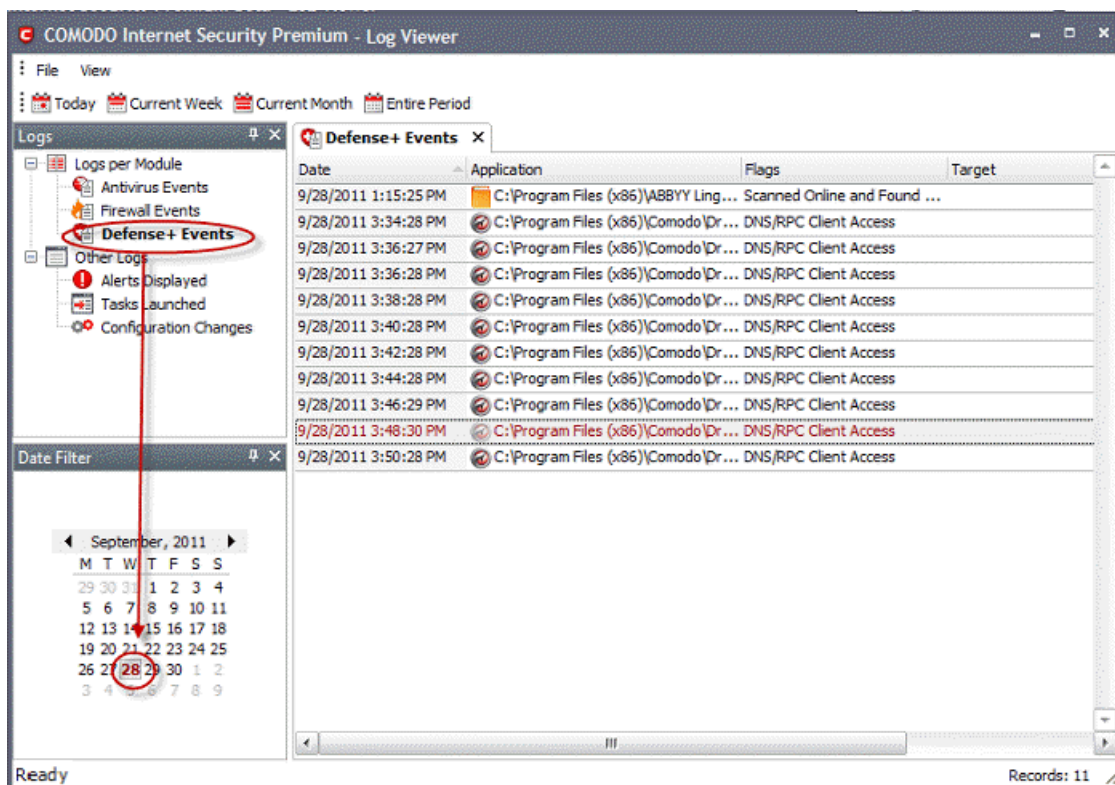 COMODO Internet Security Premium - Log Viewer
File View
Today Current Week Current Month Entire Period
Logs
Logs per Module
Antivirus Events
Firewall Events
Defense+ Events
Other Logs
Alerts Displayed
Tasks Launched
Configuration Changes
Defense+ Events
Date Application Flags Target
9/28/2011 1:15:25 PM C:\Program Files (x86)\ABBYY Ling... Scanned Online and Found ...
9/28/2011 3:34:28 PM C:\Program Files (x86)\Comodo\Dr... DNS/RPC Client Access
9/28/2011 3:36:27 PM C:\Program Files (x86)\Comodo\Dr... DNS/RPC Client Access
9/28/2011 3:36:28 PM C:\Program Files (x86)\Comodo\Dr... DNS/RPC Client Access
9/28/2011 3:38:28 PM C:\Program Files (x86)\Comodo\Dr... DNS/RPC Client Access
9/28/2011 3:40:28 PM C:\Program Files (x86)\Comodo\Dr... DNS/RPC Client Access
9/28/2011 3:42:28 PM C:\Program Files (x86)\Comodo\Dr... DNS/RPC Client Access
9/28/2011 3:44:28 PM C:\Program Files (x86)\Comodo\Dr... DNS/RPC Client Access
9/28/2011 3:46:29 PM C:\Program Files (x86)\Comodo\Dr... DNS/RPC Client Access
9/28/2011 3:48:30 PM C:\Program Files (x86)\Comodo\Dr... DNS/RPC Client Access
9/28/2011 3:50:28 PM C:\Program Files (x86)\Comodo\Dr... DNS/RPC Client Access
Date Filter
September, 2011
M T W T F S S
29 30 31 1 2 3 4
5 6 7 8 9 10 11
12 13 14 15 16 17 18
19 20 21 22 23 24 25
26 27 28 29 30 1 2
3 4 5 6 7 8 9
Ready
Records: 11